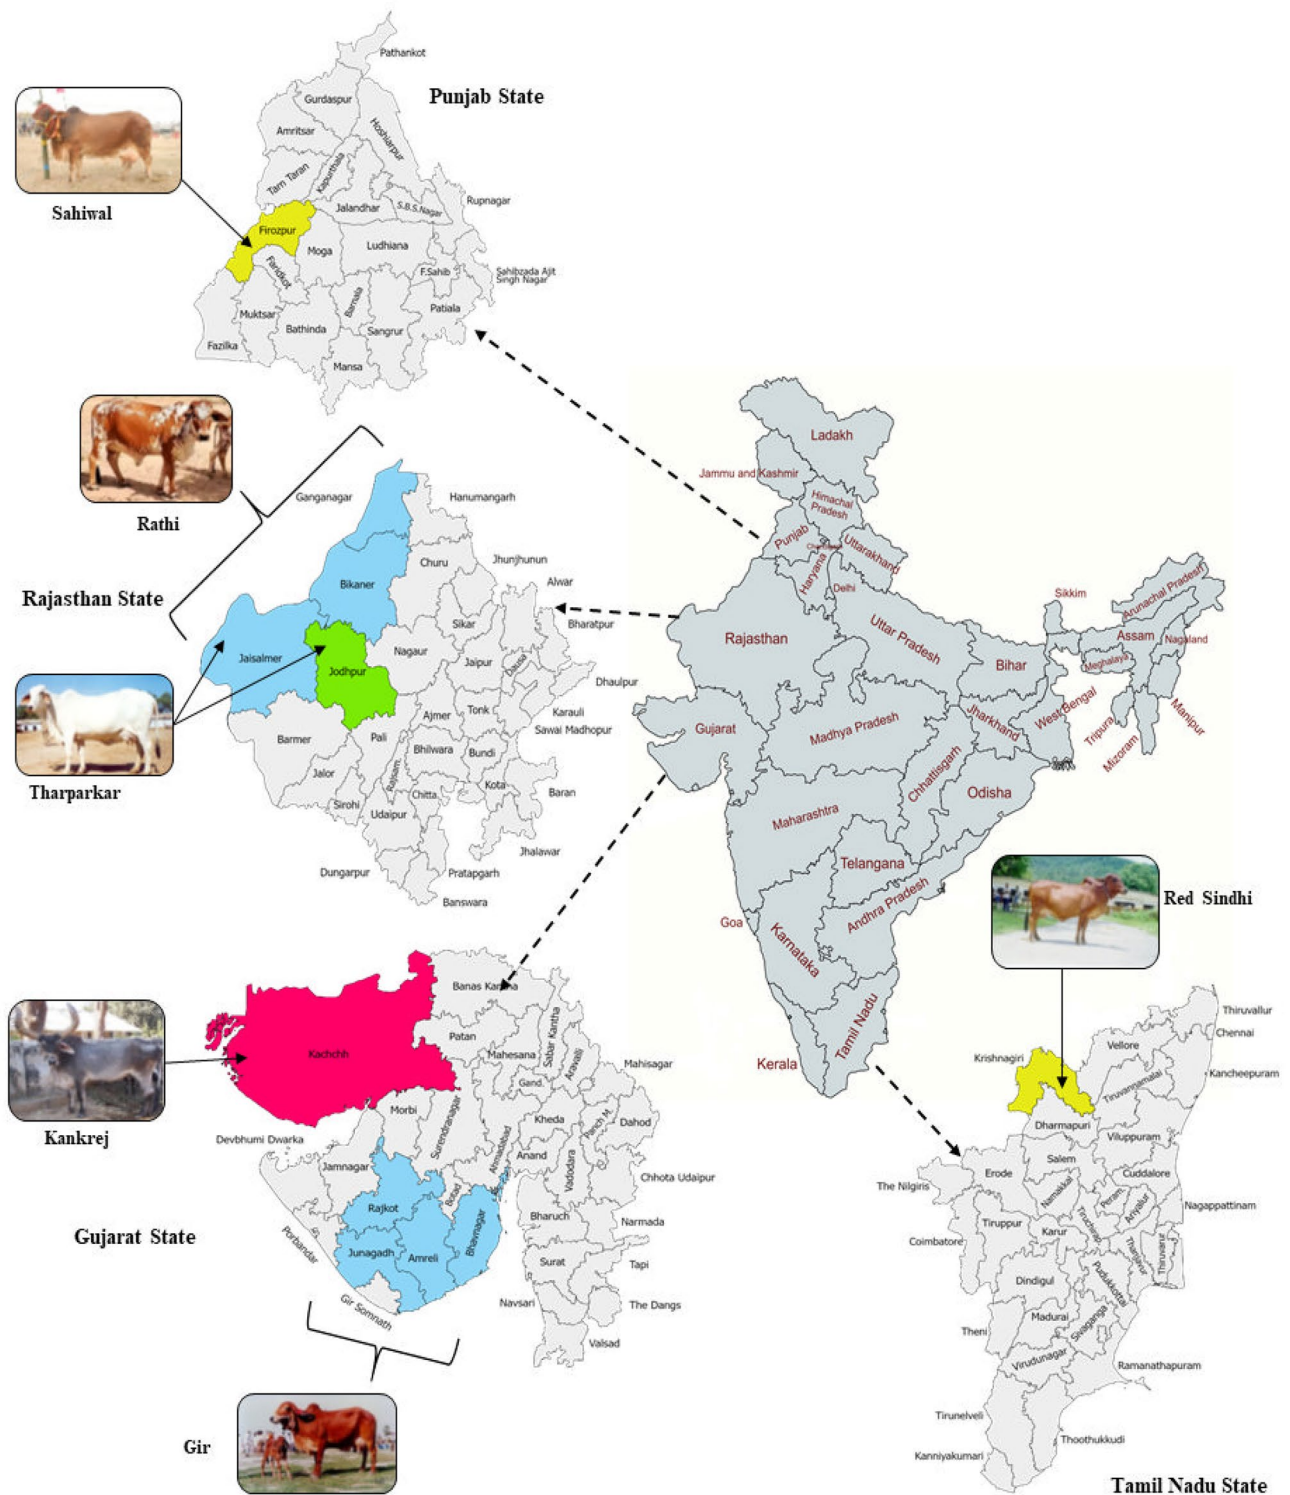 Pathankot
Punjab State
Gurdaspur
Amritsar
Hoshiarpur
Tarn Taran
Kapurthala
Sahiwal
Jalandhar
S.B.S.Nagar
Rupnagar
Firozpur
Moga
Ludhiana
Faridkot
F.Sahib
Sahibzada Ajit
Singh Nagar
Muktsar
Barnala
Patiala
Bathinda
Sangrur
Fazilka
Mansa
Rathi
Rajasthan State
Ganganagar
Hanumangarh
Churu
Jhunjhunun
Bikaner
Alwar
Bharatpur
Sikar
Nagaur
Jaipur
Dausa
Jaisalmer
Jodhpur
Dhaulpur
Karauli
Sawai Madhopur
Tonk
Ajmer
Pali
Barmer
Bhilwara
Bundi
Jalor
Rajsam.
Kota
Baran
Chitta.
Sirohi
Udaipur
Jhalawar
Dungarpur
Pratapgarh
Banswara
Tharparkar
Ladakh
Jammu and Kashmir
Himachal
Pradesh
Punjab
Chandigarh
Uttarakhand
Haryana
Delhi
Rajasthan
Uttar Pradesh
Bihar
Sikkim
Arunachal Pradesh
Assam
Nagaland
Meghalaya
Manipur
Tripura
Mizoram
West Bengal
Jharkhand
Gujarat
Madhya Pradesh
Chhattisgarh
Odisha
Maharashtra
Telangana
Andhra Pradesh
Goa
Karnataka
Tamil Nadu
Kerala
Kankrej
Gujarat State
Banas Kantha
Kachchh
Patan
Sabar Kantha
Mahesana
Aravalli
Mahisagar
Gand.
Morbi
Surendranagar
Ahmadabad
Kheda
Panch M.
Dahod
Devbhumi Dwarka
Jamnagar
Anand
Vadodara
Chhota Udaipur
Rajkot
Botad
Bhavnagar
Bharuch
Narmada
Porbandar
Junagadh
Amreli
Surat
Tapi
Gir Somnath
Navsari
The Dangs
Valsad
Gir
Red Sindhi
Thiruvallur
Chennai
Vellore
Krishnagiri
Kancheepuram
Tiruvannamalai
Dharmapuri
Viluppuram
Salem
Erode
Cuddalore
The Nilgiris
Namakkal
Peram.
Ariyalur
Nagappattinam
Tiruppur
Karur
Tiruchirap.
Coimbatore
Thanjavur
Thiruvarur
Dindigul
Pudukkottai
Madurai
Sivaganga
Theni
Virudunagar
Ramanathapuram
Tirunelveli
Thoothukkudi
Kanniyakumari
Tamil Nadu State